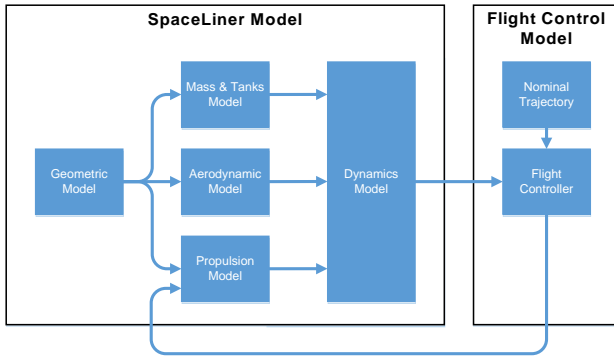 SpaceLiner Model
Flight Control
Model
Mass & Tanks
Model
Nominal
Trajectory
Geometric
Model
Aerodynamic
Model
Dynamics
Model
Flight
Controller
Propulsion
Model